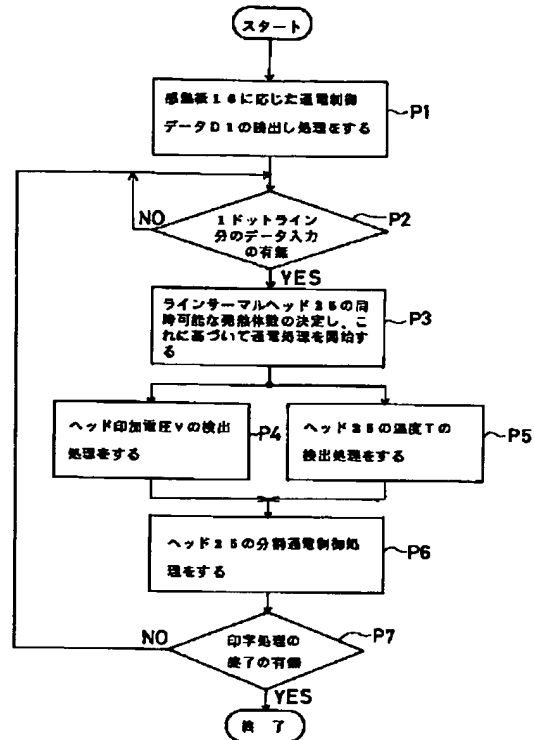 スタート
感熱紙16に応じた通電制御
データD1の検出し処理をする
P1
NO
1ドットライン
分のデータ入力
の有無
P2
YES
ラインサーマルヘッド25の同
時可能な発熱体数の決定し、こ
れに基づいて通電処理を開始す
る
P3
ヘッド印加電圧Vの検出
処理をする
P4
ヘッド25の温度Tの
検出処理をする
P5
ヘッド25の分割通電制御処
理をする
P6
NO
印字処理の
終了の有無
P7
YES
終了